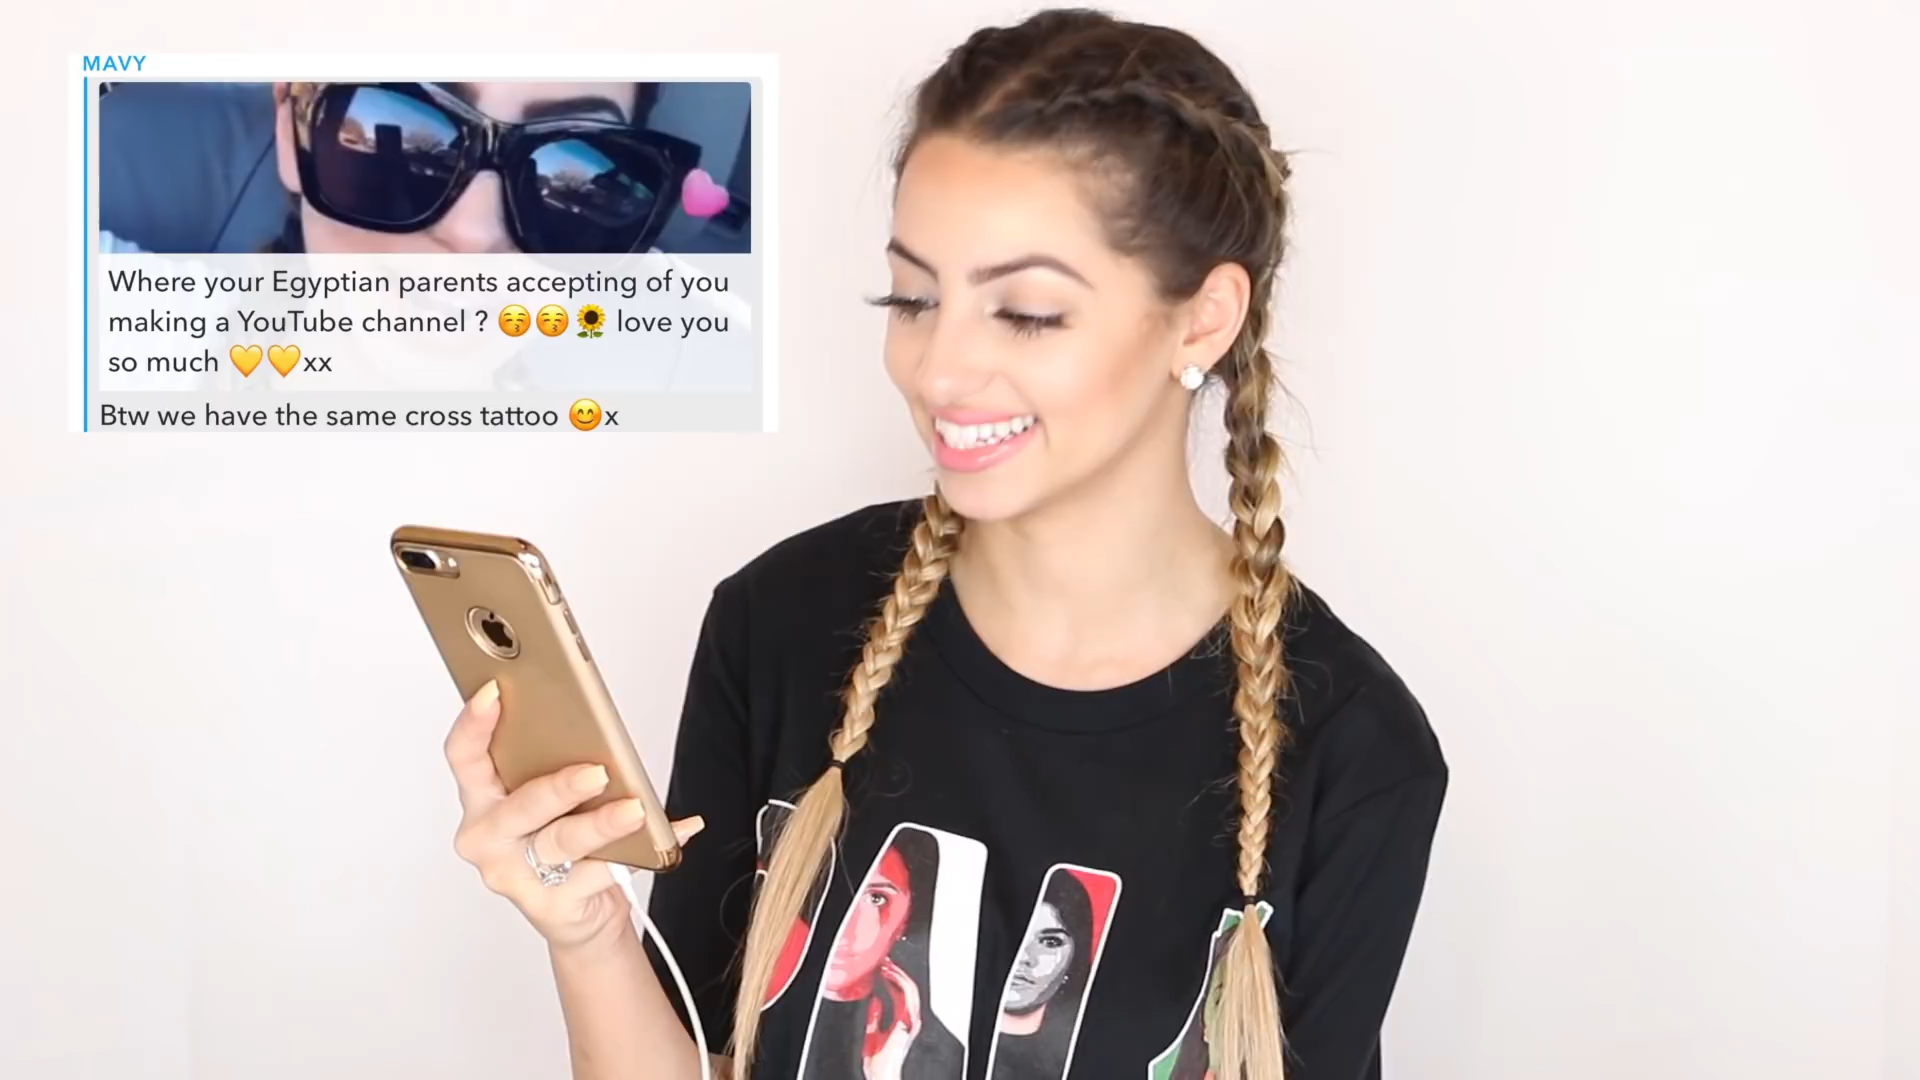 MAVY
Where your Egyptian parents accepting of you
making a YouTube channel ? 😚😚🌻 love you
so much 💛💛xx
Btw we have the same cross tattoo 😊x